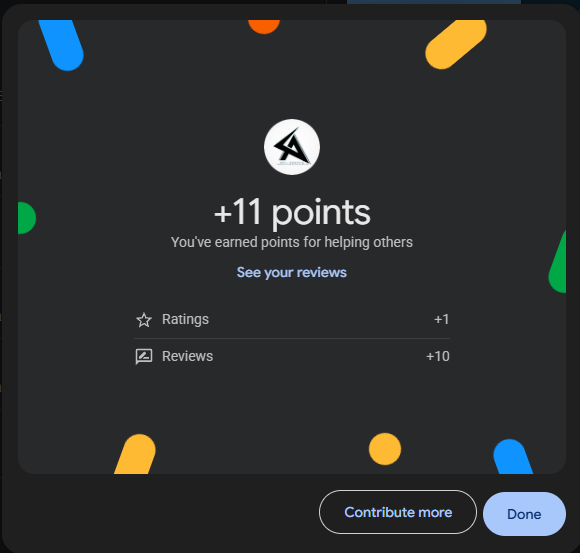 +11 points
You've earned points for helping others
See your reviews
Ratings +1
Reviews +10
Contribute more Done